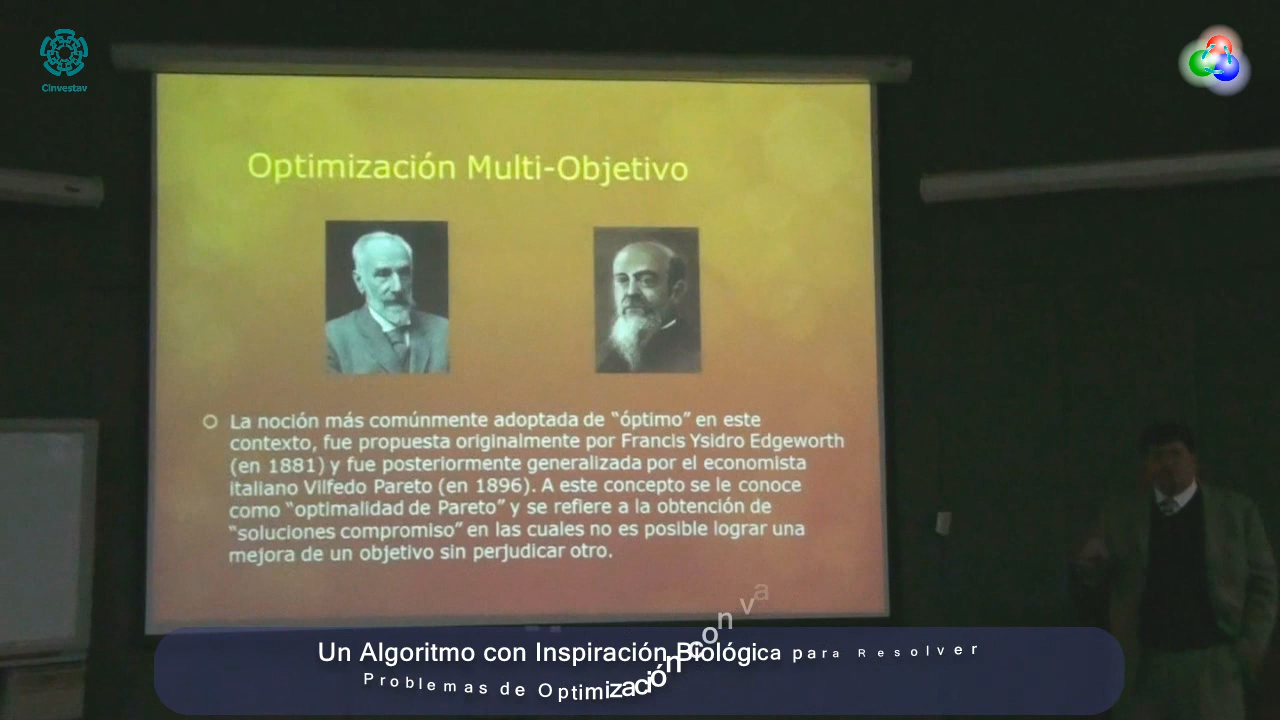 Cinvestav
Optimización Multi-Objetivo
La noción más comúnmente adoptada de “óptimo” en este
contexto, fue propuesta originalmente por Francis Ysidro Edgeworth
(en 1881) y fue posteriormente generalizada por el economista
italiano Vilfedo Pareto (en 1896). A este concepto se le conoce
como “optimalidad de Pareto” y se refiere a la obtención de
“soluciones compromiso” en las cuales no es posible lograr una
mejora de un objetivo sin perjudicar otro.
Un Algoritmo con Inspiración Biológica para Resolver
Problemas de Optimización con va